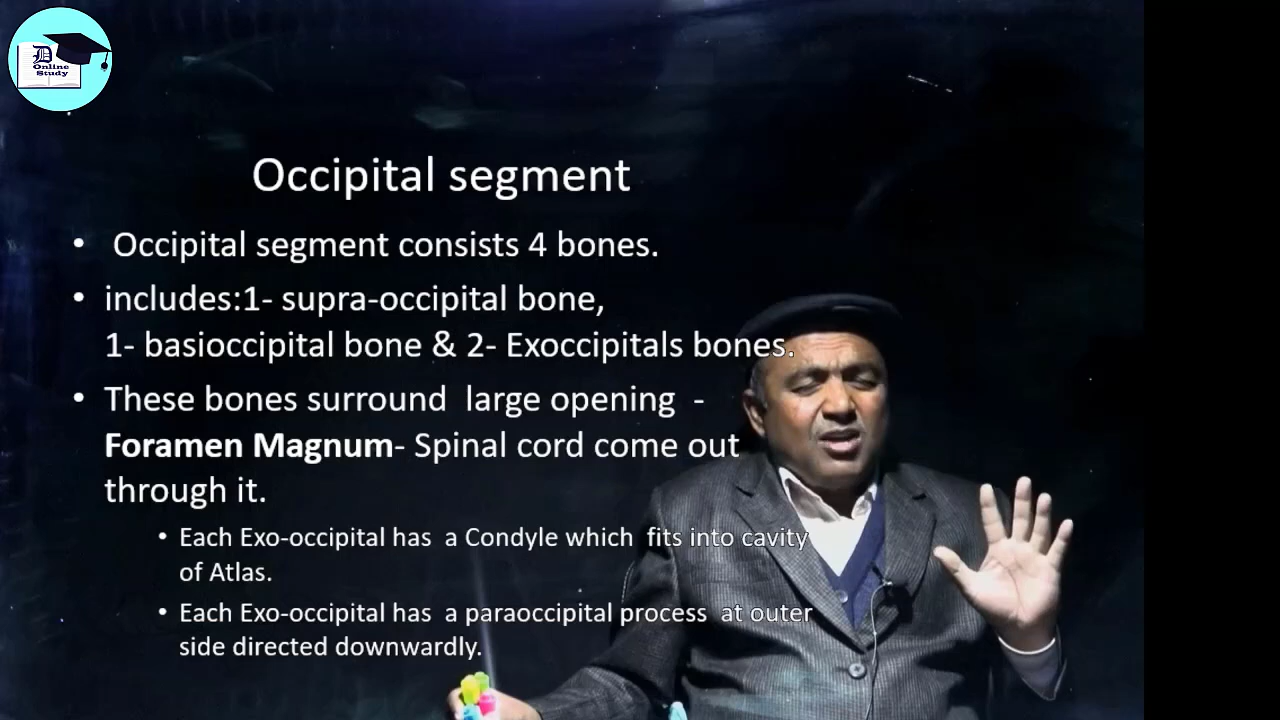 D
Online
Study
Occipital segment
• Occipital segment consists 4 bones.
• includes:1- supra-occipital bone,
1- basioccipital bone & 2- Exoccipitals bones.
• These bones surround large opening -
Foramen Magnum- Spinal cord come out
through it.
• Each Exo-occipital has a Condyle which fits into cavity
of Atlas.
• Each Exo-occipital has a paraoccipital process at outer
side directed downwardly.